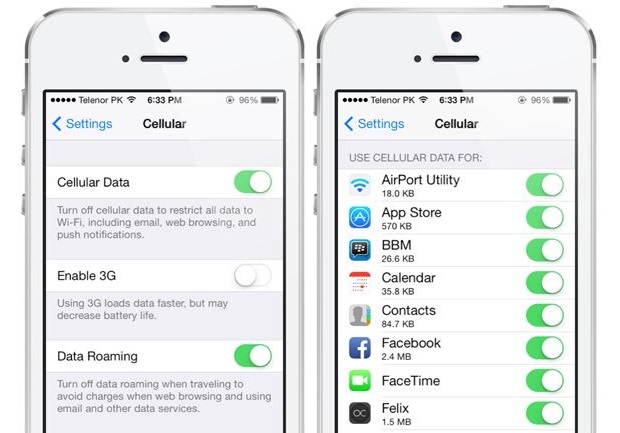 Telenor PK 6:33 PM 96%
Settings Cellular
Cellular Data
Turn off cellular data to restrict all data to
Wi-Fi, including email, web browsing, and
push notifications.
Enable 3G
Using 3G loads data faster, but may
decrease battery life.
Data Roaming
Turn off data roaming when traveling to
avoid charges when web browsing and using
email and other data services.
Telenor PK 6:33 PM 96%
Settings Cellular
USE CELLULAR DATA FOR:
AirPort Utility
18.0 KB
App Store
570 KB
BBM
26.6 KB
Calendar
35.8 KB
Contacts
84.7 KB
Facebook
2.4 MB
FaceTime
Felix
1.5 MB